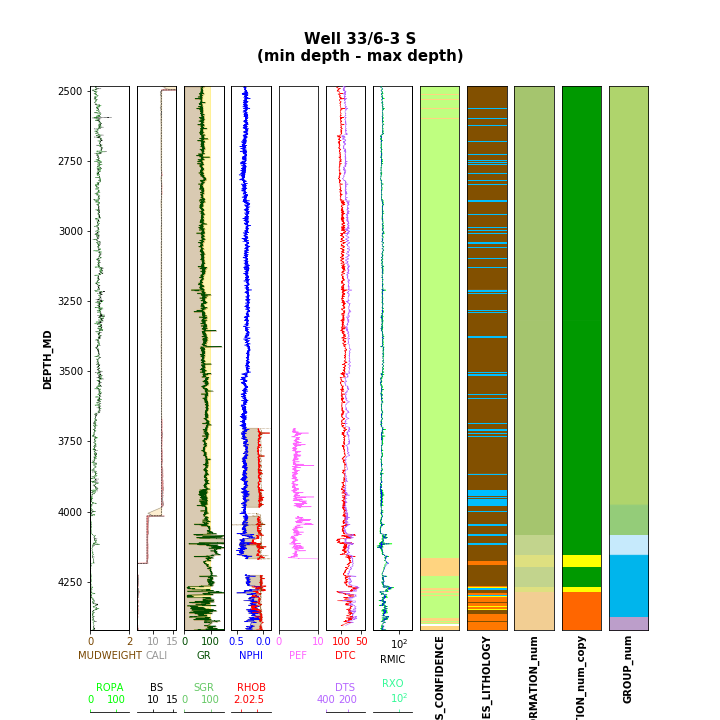 Well 33/6-3 S
(min depth - max depth)
2500
2750
3000
3250
3500
3750
4000
4250
DEPTH_MD
0 2 10 15 0 100 0.5 0.0 0 10 100 50 10²
MUDWEIGHT CALI GR NPHI PEF DTC RMIC
ROPA BS SGR RHOB DTS RXO
0 100 10 15 0 100 2.02.5 400 200 10²
S_CONFIDENCE
ES_LITHOLOGY
RMATION_num
TION_num_copy
GROUP_num